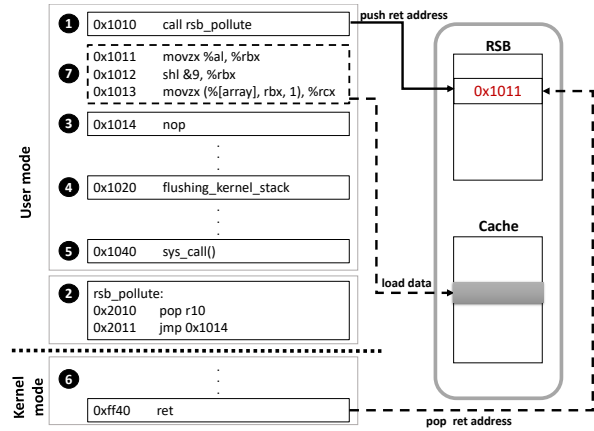 1 0x1010 call rsb_pollute
push ret address
7 0x1011 movzx %al, %rbx
0x1012 shl &9, %rbx
0x1013 movzx (%[array], rbx, 1), %rcx
3 0x1014 nop
4 0x1020 flushing_kernel_stack
5 0x1040 sys_call()
User mode
2 rsb_pollute:
0x2010 pop r10
0x2011 jmp 0x1014
6
0xff40 ret
Kernel
mode
RSB
0x1011
Cache
load data
pop ret address